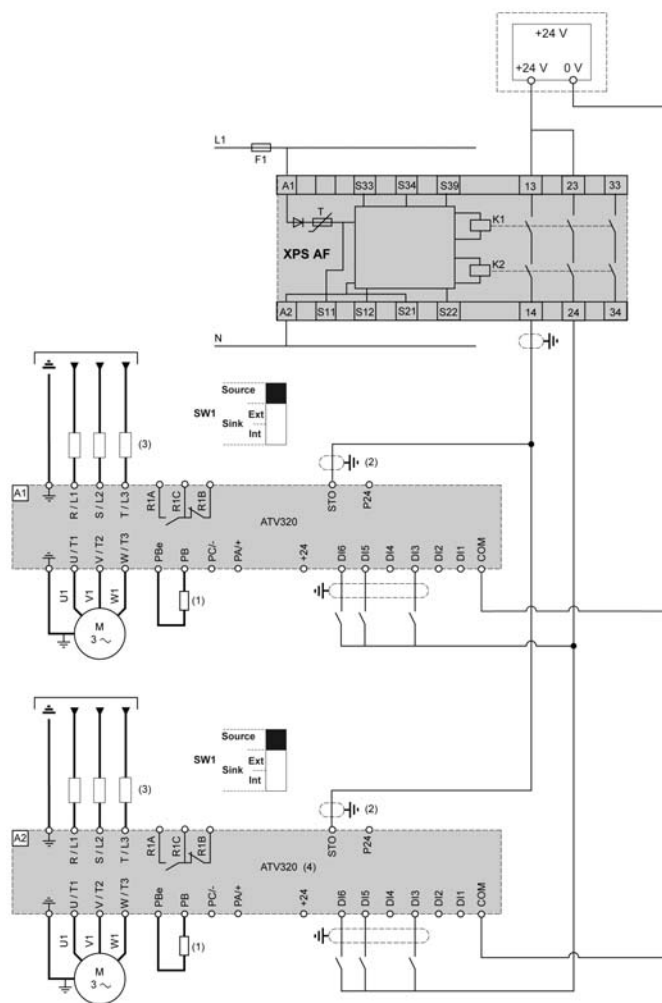 +24 V
+24 V 0 V
L1
F1
A1 S33 S34 S39 13 23 33
T
K1
XPS AF
K2
A2 S11 S12 S21 S22 14 24 34
N
Source
SW1 Sink Ext
Int
(3)
(2)
A1
R / L1 S / L2 T / L3 R1A R1C R1B STO P24
ATV320
U / T1 V / T2 W / T3 PBe PB PC/- PA/+ +24 DI6 DI5 DI4 DI3 DI2 DI1 COM
U1 V1 W1
(1)
M
3 ~
Source
SW1 Sink Ext
Int
(3)
(2)
A2
R / L1 S / L2 T / L3 R1A R1C R1B STO P24
ATV320 (4)
U / T1 V / T2 W / T3 PBe PB PC/- PA/+ +24 DI6 DI5 DI4 DI3 DI2 DI1 COM
U1 V1 W1
(1)
M
3 ~